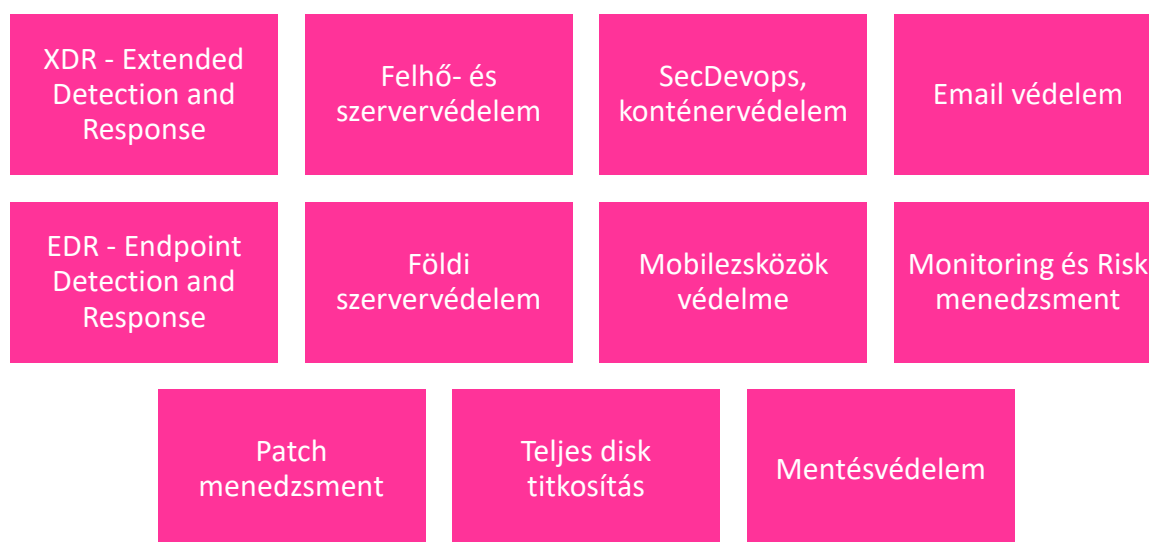 XDR - Extended
Detection and
Response
Felhő- és
szervervédelem
SecDevops,
konténervédelem
Email védelem
EDR - Endpoint
Detection and
Response
Földi
szervervédelem
Mobilezsközök
védelme
Monitoring és Risk
menedzsment
Patch
menedzsment
Teljes disk
titkosítás
Mentésvédelem